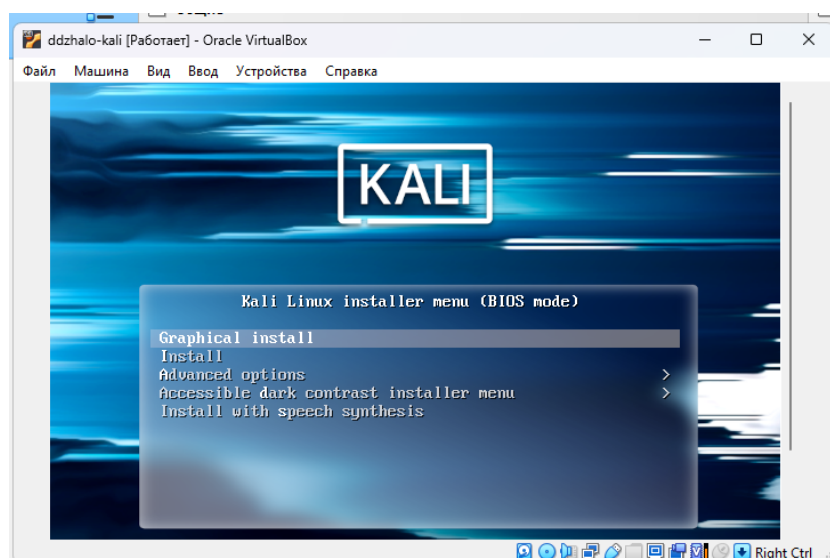 ddzhalo-kali [Работает] - Oracle VirtualBox
Файл Машина Вид Ввод Устройства Справка
KALI
Kali Linux installer menu (BIOS mode)
Graphical install
Install
Advanced options >
Accessible dark contrast installer menu >
Install with speech synthesis
Right Ctrl